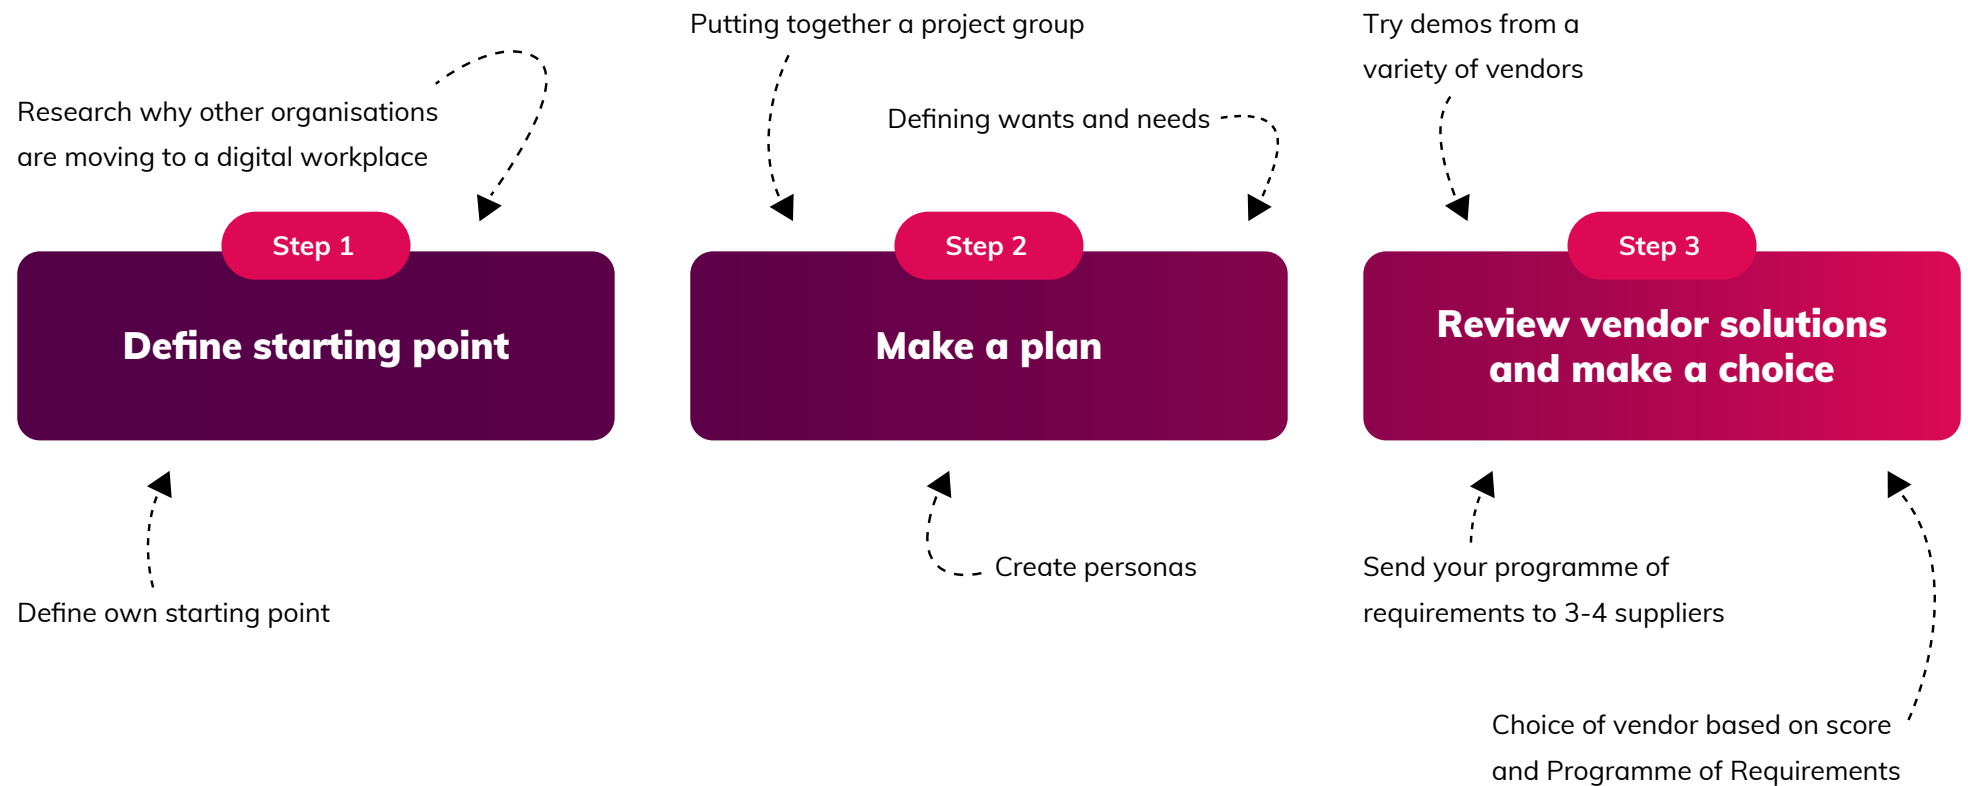 Research why other organisations
are moving to a digital workplace
Step 1
Define starting point
Define own starting point
Putting together a project group
Defining wants and needs
Step 2
Make a plan
Create personas
Try demos from a
variety of vendors
Step 3
Review vendor solutions
and make a choice
Send your programme of
requirements to 3-4 suppliers
Choice of vendor based on score
and Programme of Requirements